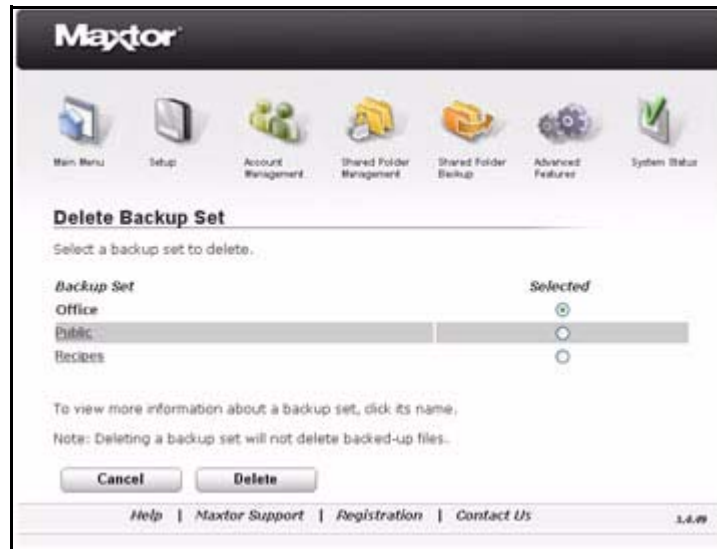 Maxtor
Main Menu
Setup
Account Management
Shared Folder Management
Shared Folder Backup
Advanced Features
System Status
Delete Backup Set
Select a backup set to delete.
Backup Set Selected
Office
Public
Recipes
To view more information about a backup set, click its name.
Note: Deleting a backup set will not delete backed-up files.
Cancel Delete
Help | Maxtor Support | Registration | Contact Us